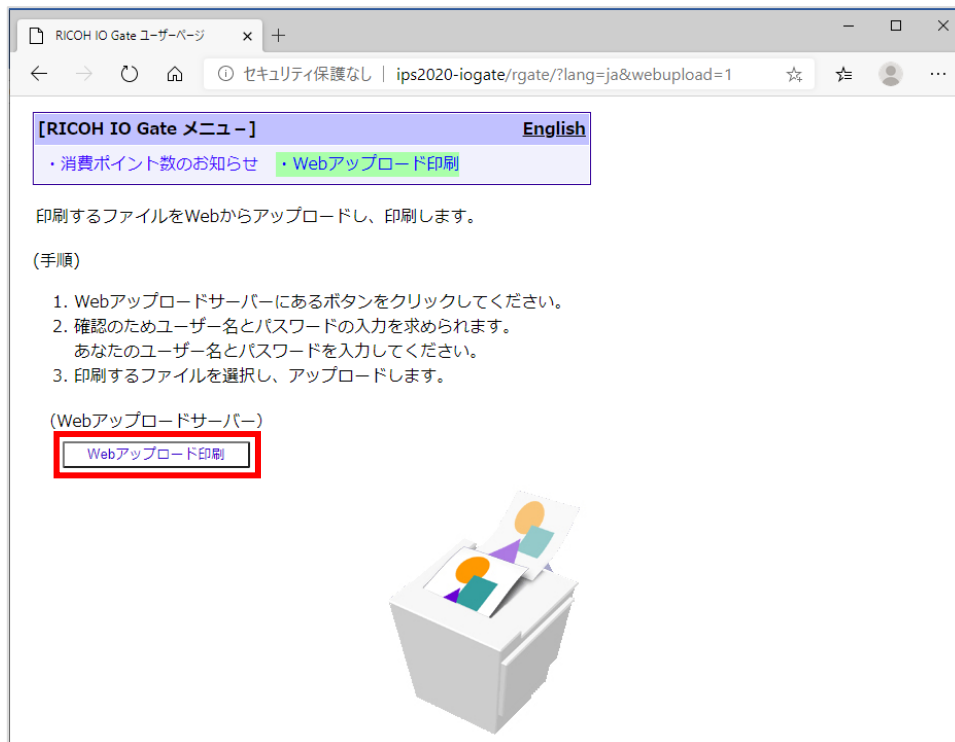 RICOH IO Gate ユーザーページ
セキュリティ保護なし | ips2020-iogate/rgate/?lang=ja&webupload=1
[RICOH IO Gate メニュー] English
・消費ポイント数のお知らせ ・Webアップロード印刷
印刷するファイルをWebからアップロードし、印刷します。
(手順)
1. Webアップロードサーバーにあるボタンをクリックしてください。
2. 確認のためユーザー名とパスワードの入力を求められます。
あなたのユーザー名とパスワードを入力してください。
3. 印刷するファイルを選択し、アップロードします。
(Webアップロードサーバー)
Webアップロード印刷